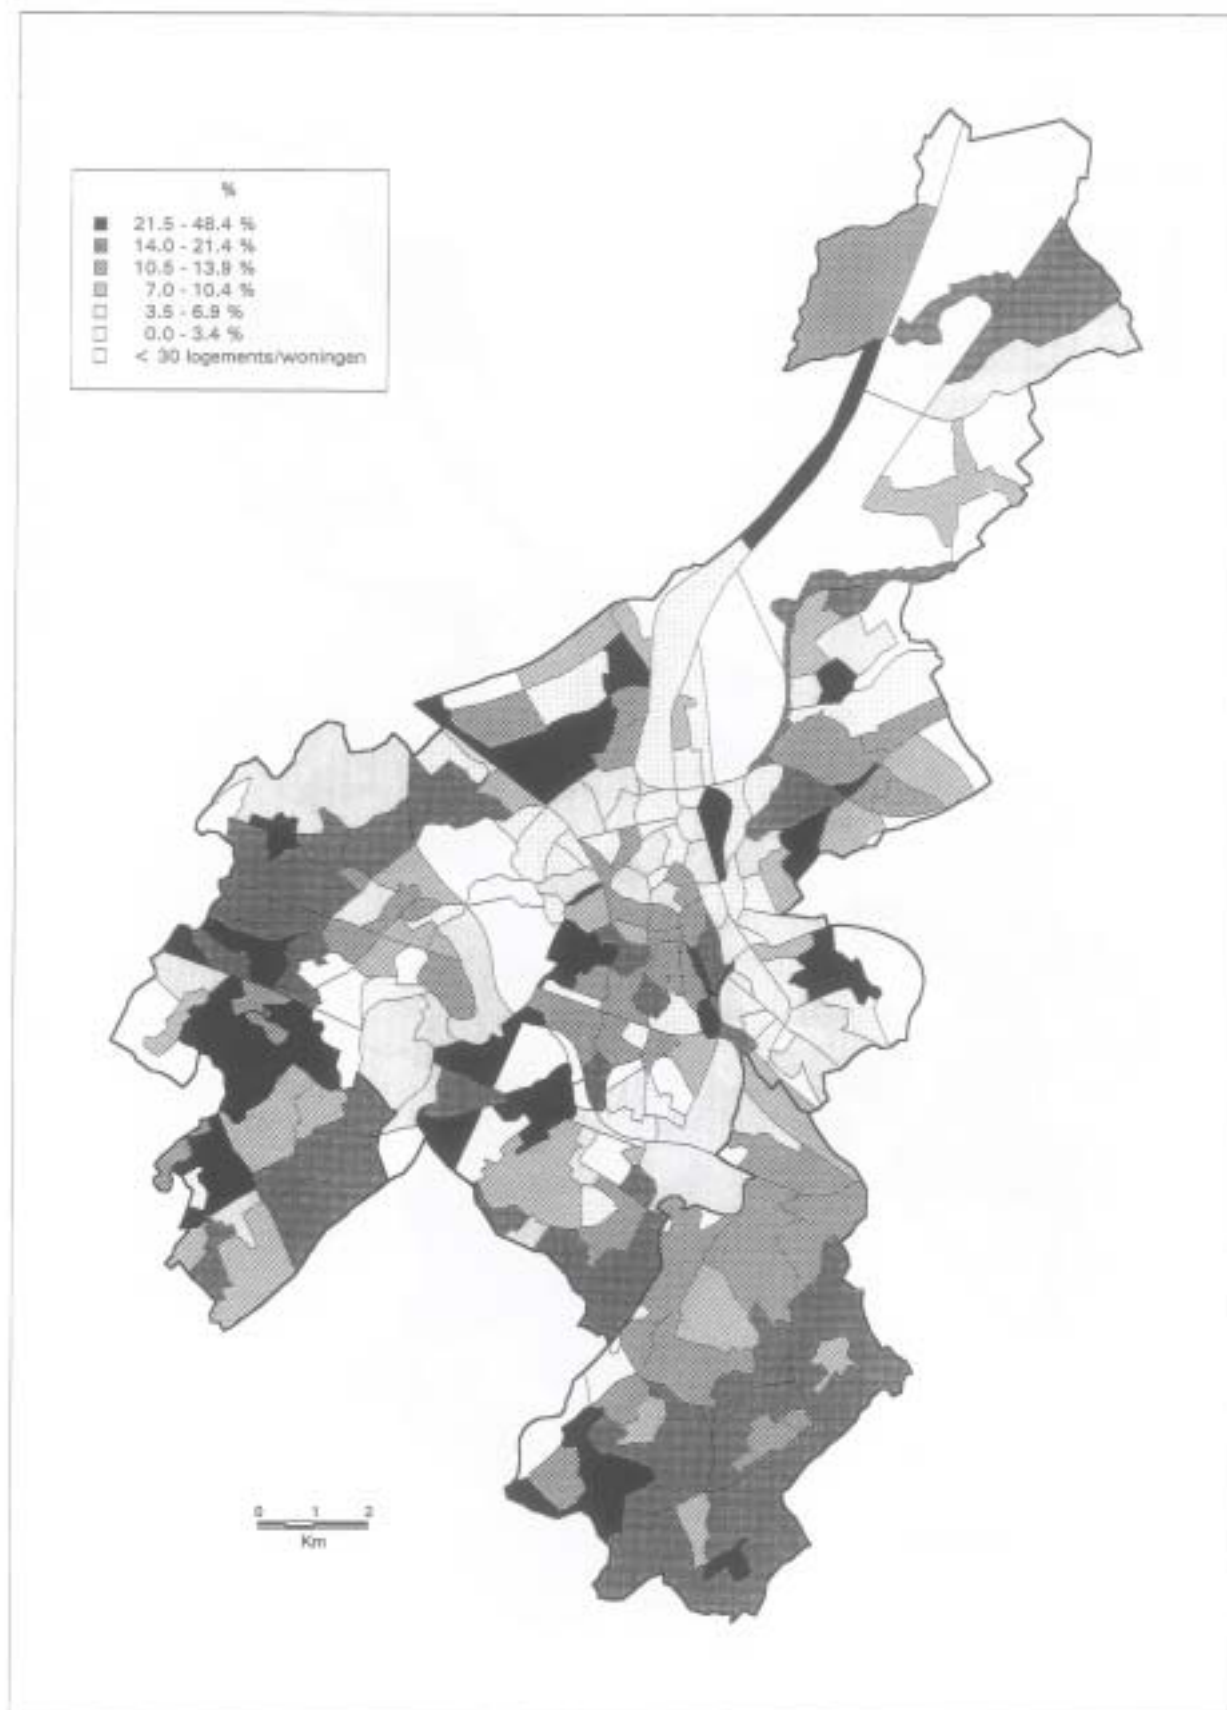 %
21.5 - 48.4 %
14.0 - 21.4 %
10.5 - 13.9 %
7.0 - 10.4 %
3.5 - 6.9 %
0.0 - 3.4 %
< 30 logements/woningen
0 1 2
Km